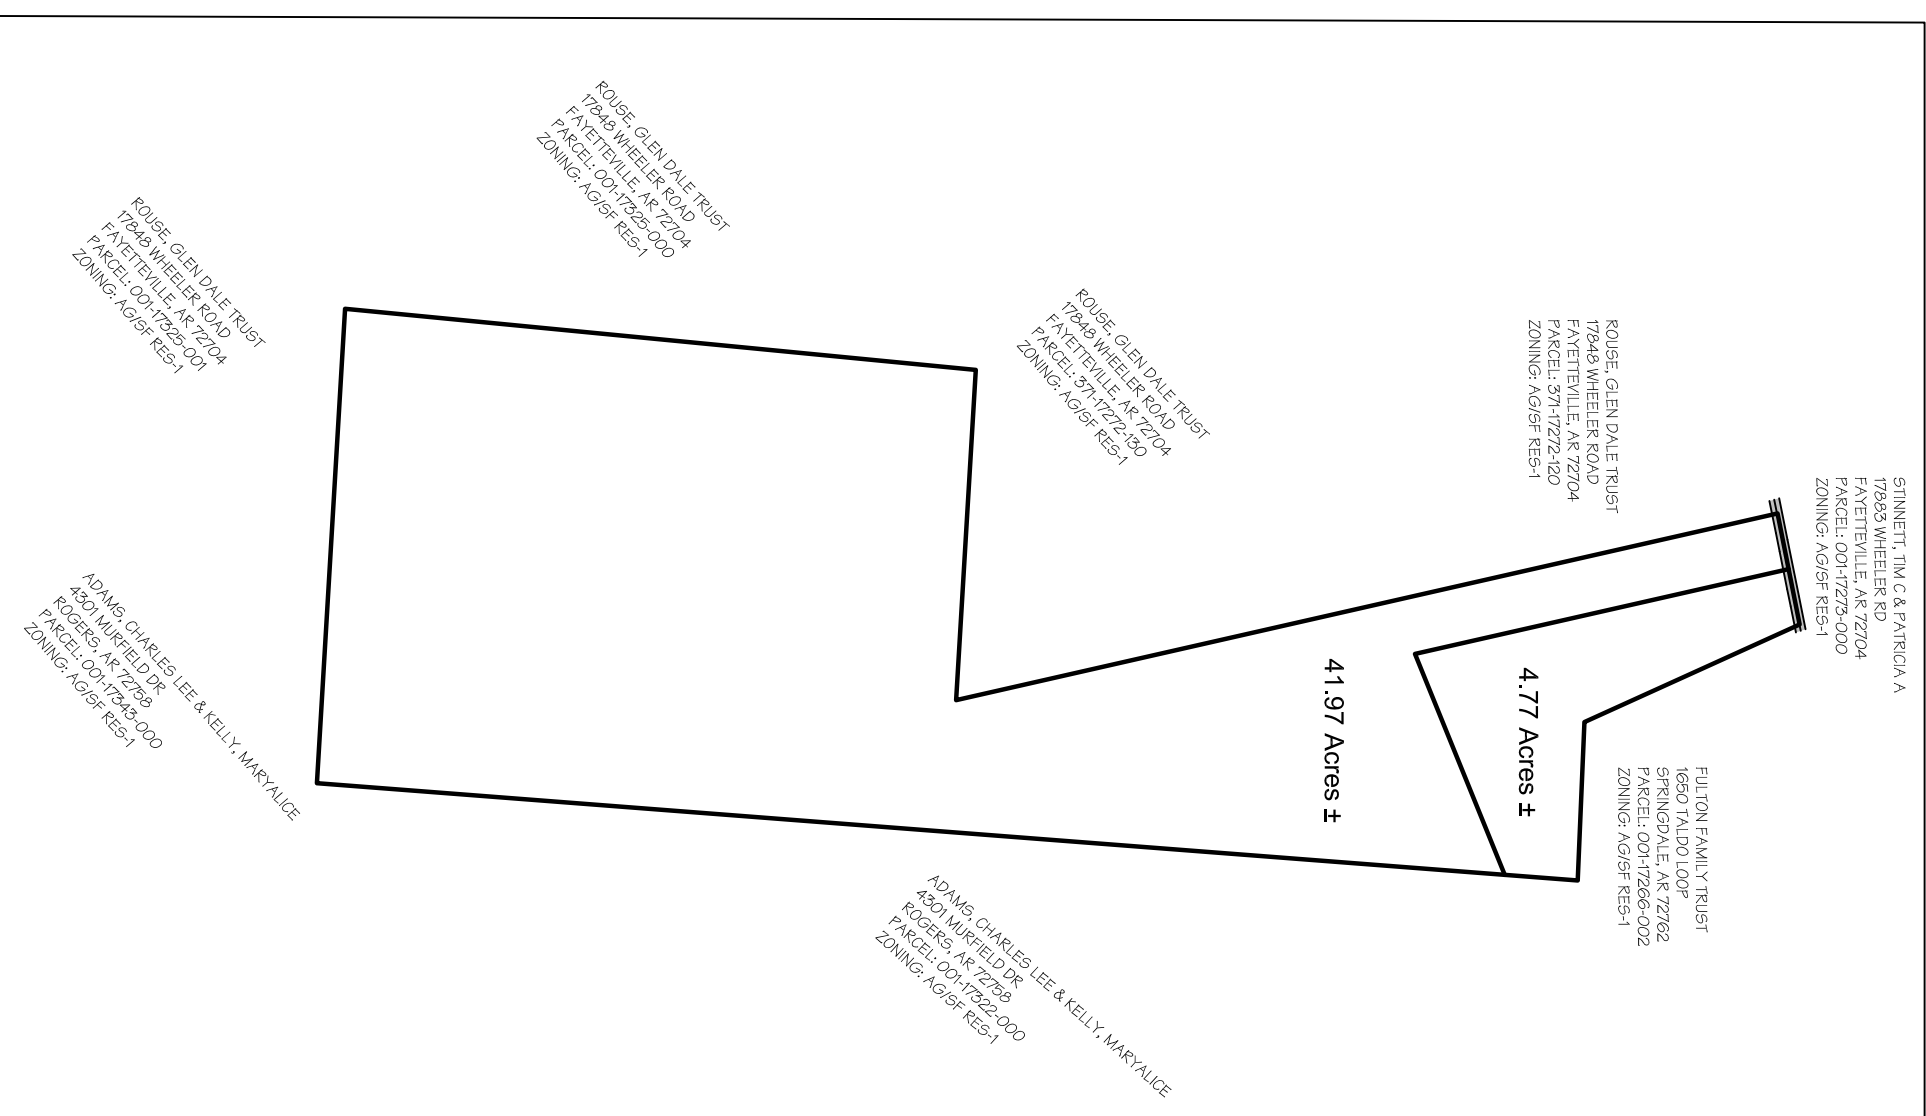 STINNETT, TIM C & PATRICIA A
17883 WHEELER RD
FAYETTEVILLE, AR 72704
PARCEL: 001-17273-000
ZONING: AG/SF RES-1
ROUSE, GLEN DALE TRUST
17848 WHEELER ROAD
FAYETTEVILLE, AR 72704
PARCEL: 371-17272-120
ZONING: AG/SF RES-1
FULTON FAMILY TRUST
1650 TALDO LOOP
SPRINGDALE, AR 72762
PARCEL: 001-17266-002
ZONING: AG/SF RES-1
4.77 Acres ±
41.97 Acres ±
ROUSE, GLEN DALE TRUST
17848 WHEELER ROAD
FAYETTEVILLE, AR 72704
PARCEL: 371-17272-130
ZONING: AG/SF RES-1
ADAMS, CHARLES LEE & KELLY, MARYALICE
4301 MURFIELD DR
ROGERS, AR 72758
PARCEL: 001-17322-000
ZONING: AG/SF RES-1
ROUSE, GLEN DALE TRUST
17848 WHEELER ROAD
FAYETTEVILLE, AR 72704
PARCEL: 001-17325-000
ZONING: AG/SF RES-1
ROUSE, GLEN DALE TRUST
17848 WHEELER ROAD
FAYETTEVILLE, AR 72704
PARCEL: 001-17325-001
ZONING: AG/SF RES-1
ADAMS, CHARLES LEE & KELLY, MARYALICE
4301 MURFIELD DR
ROGERS, AR 72758
PARCEL: 001-17343-000
ZONING: AG/SF RES-1